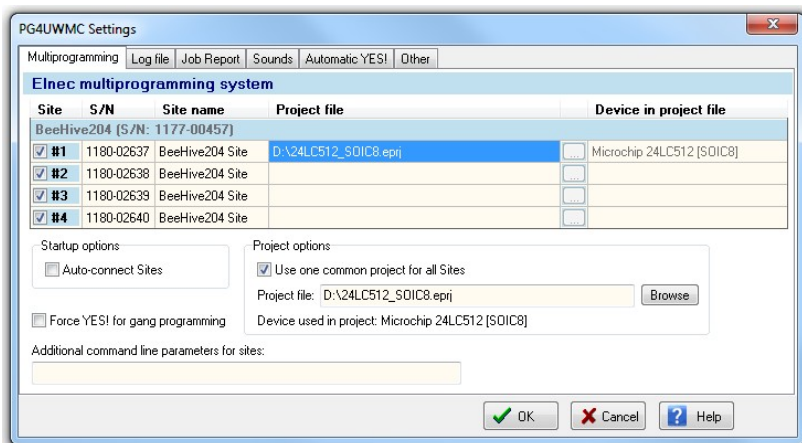 PG4UWMC Settings
Multiprogramming Log file Job Report Sounds Automatic YES! Other
Elnec multiprogramming system
Site S/N Site name Project file Device in project file
BeeHive204 (S/N: 1177-00457)
#1 1180-02637 BeeHive204 Site D:\24LC512_SOIC8.eprj ... Microchip 24LC512 [SOIC8]
#2 1180-02638 BeeHive204 Site ...
#3 1180-02639 BeeHive204 Site ...
#4 1180-02640 BeeHive204 Site ...
Startup options Project options
Auto-connect Sites Use one common project for all Sites
Project file: D:\24LC512_SOIC8.eprj Browse
Force YES! for gang programming Device used in project: Microchip 24LC512 [SOIC8]
Additional command line parameters for sites:
OK Cancel ? Help